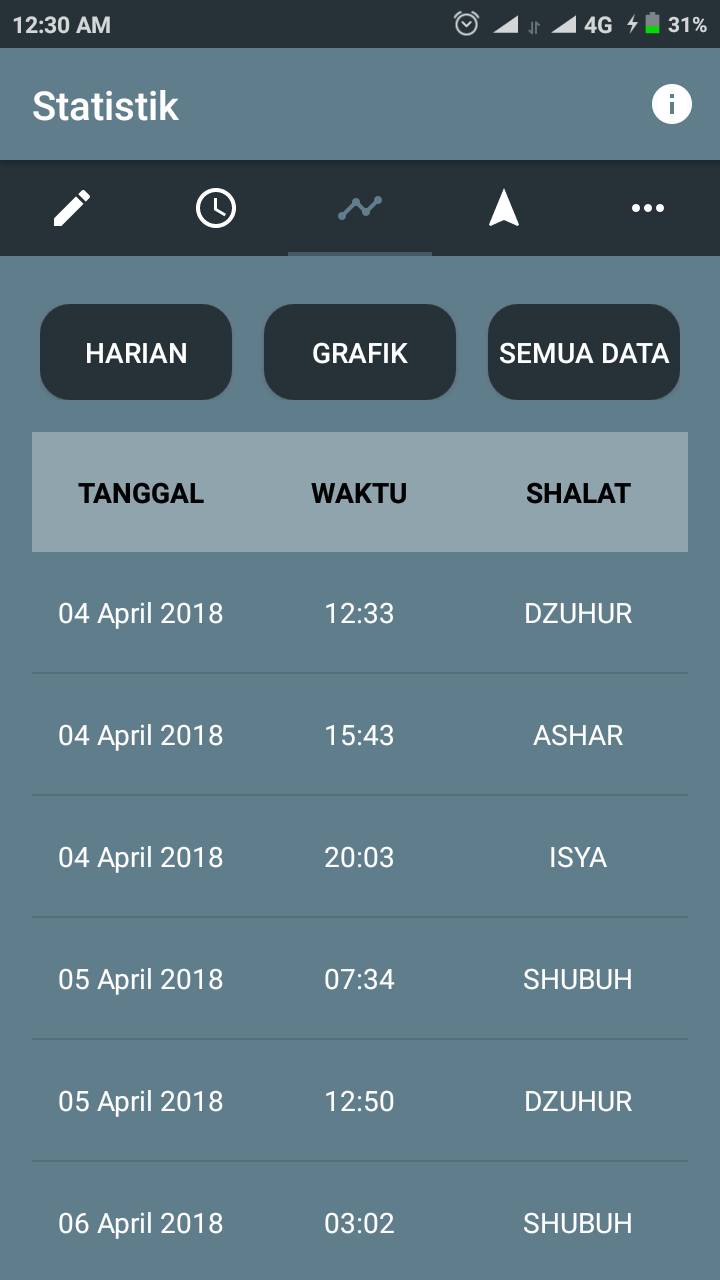 12:30 AM 4G 31%
Statistik
HARIAN GRAFIK SEMUA DATA
TANGGAL WAKTU SHALAT
04 April 2018 12:33 DZUHUR
04 April 2018 15:43 ASHAR
04 April 2018 20:03 ISYA
05 April 2018 07:34 SHUBUH
05 April 2018 12:50 DZUHUR
06 April 2018 03:02 SHUBUH